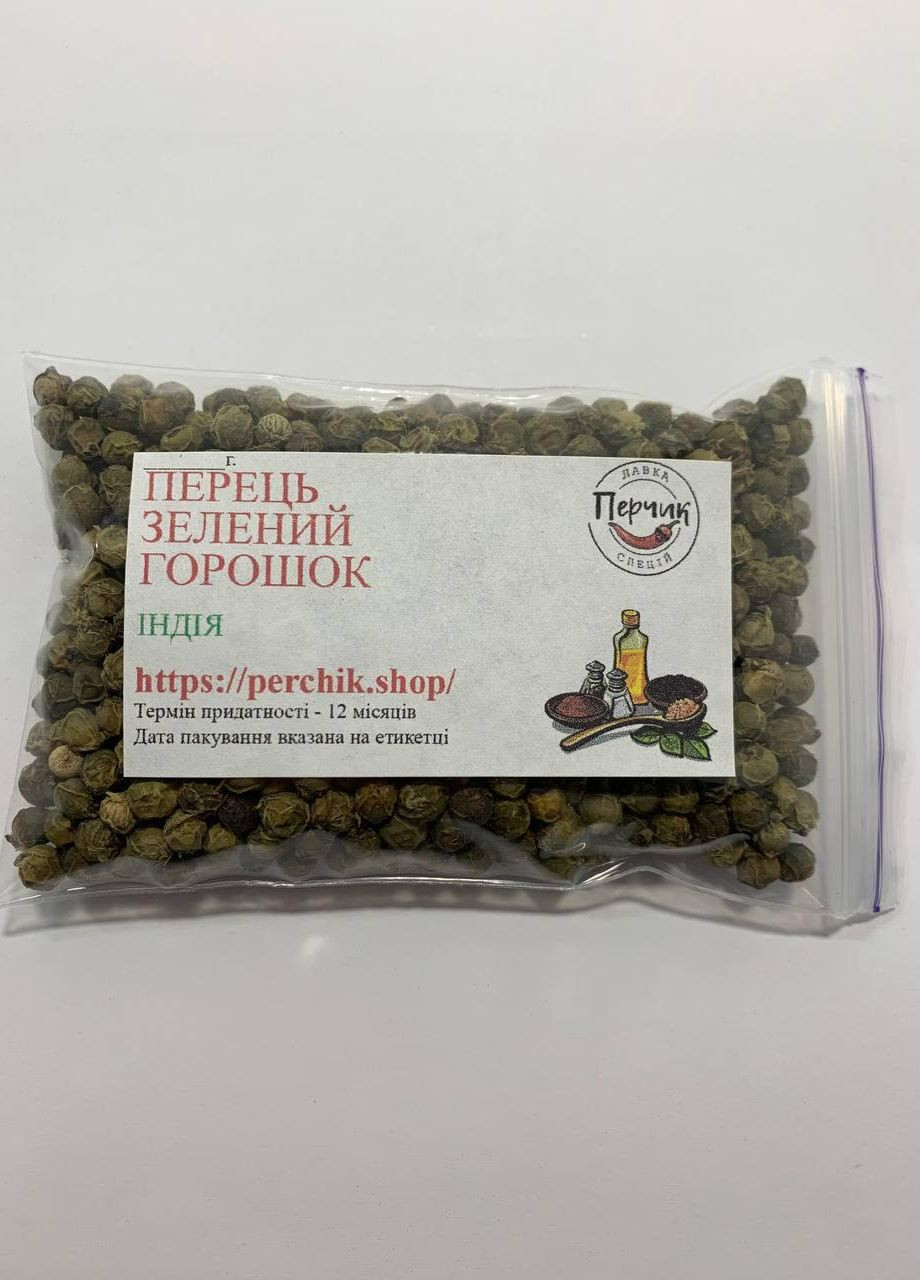 ________г.
ПЕРЕЦЬ
ЗЕЛЕНИЙ
ГОРОШОК
ІНДІЯ
https://perchik.shop/
Термін придатності - 12 місяців
Дата пакування вказана на етикетці
ЛАВКА
Перчик
СПЕЦІЙ